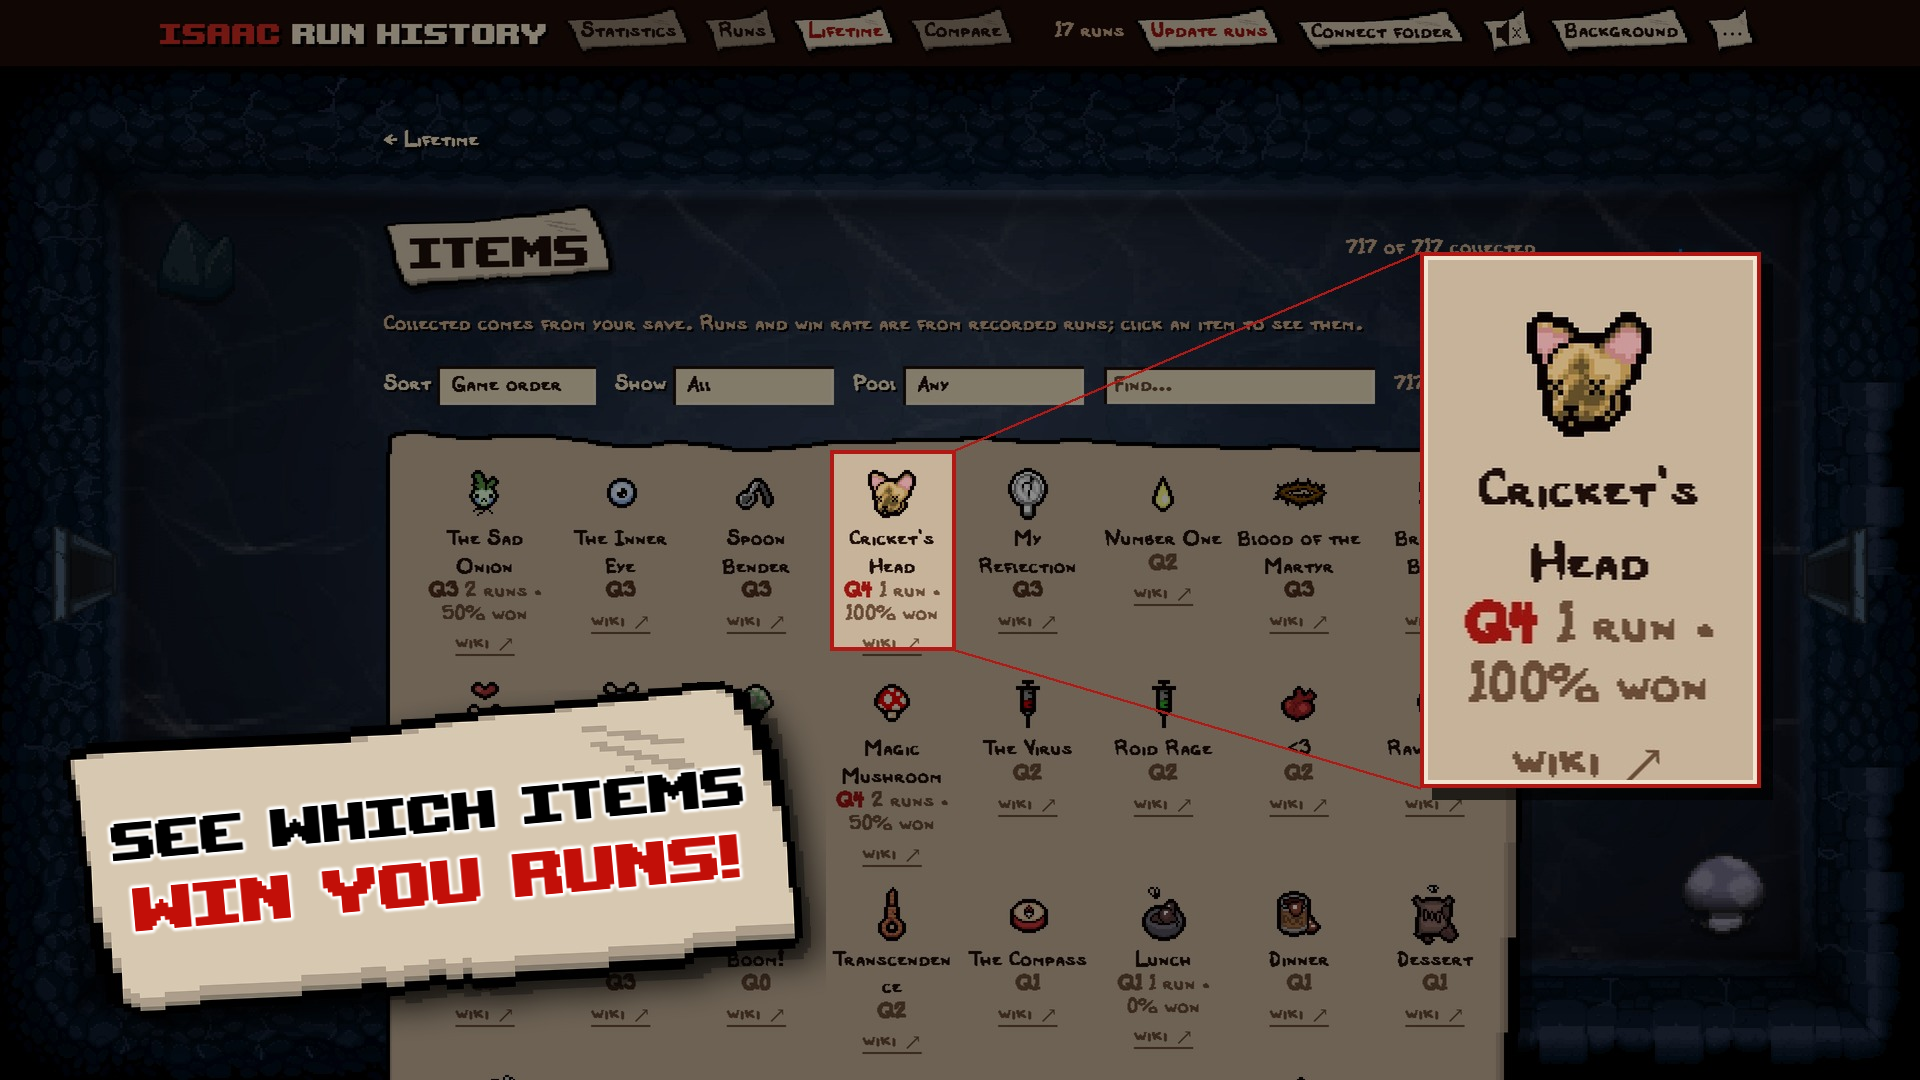 ISAAC RUN HISTORY
Statistics
Runs
Lifetime
Compare
17 runs
Update runs
Connect folder
Background
...
← Lifetime
ITEMS
717 of 717 collected
Collected comes from your save. Runs and win rate are from recorded runs; click an item to see them.
Sort
Game order
Show
All
Pool
Any
Find...
The Sad
Onion
Q3 2 runs •
50% won
wiki ↗
The Inner
Eye
Q3
wiki ↗
Spoon
Bender
Q3
wiki ↗
Cricket's
Head
Q4 1 run •
100% won
wiki ↗
My
Reflection
Q3
wiki ↗
Number One
Q2
wiki ↗
Blood of the
Martyr
Q3
wiki ↗
Cricket's
Head
Q4 1 run •
100% won
wiki ↗
Magic
Mushroom
Q4 2 runs •
50% won
wiki ↗
The Virus
Q2
wiki ↗
Roid Rage
Q2
wiki ↗
<3
Q2
wiki ↗
wiki ↗
SEE WHICH ITEMS
WIN YOU RUNS!
wiki ↗
Q3
wiki ↗
Boom!
Q0
wiki ↗
Transcenden
ce
Q2
wiki ↗
The Compass
Q1
wiki ↗
Lunch
Q1 1 run •
0% won
wiki ↗
Dinner
Q1
wiki ↗
Dessert
Q1
wiki ↗